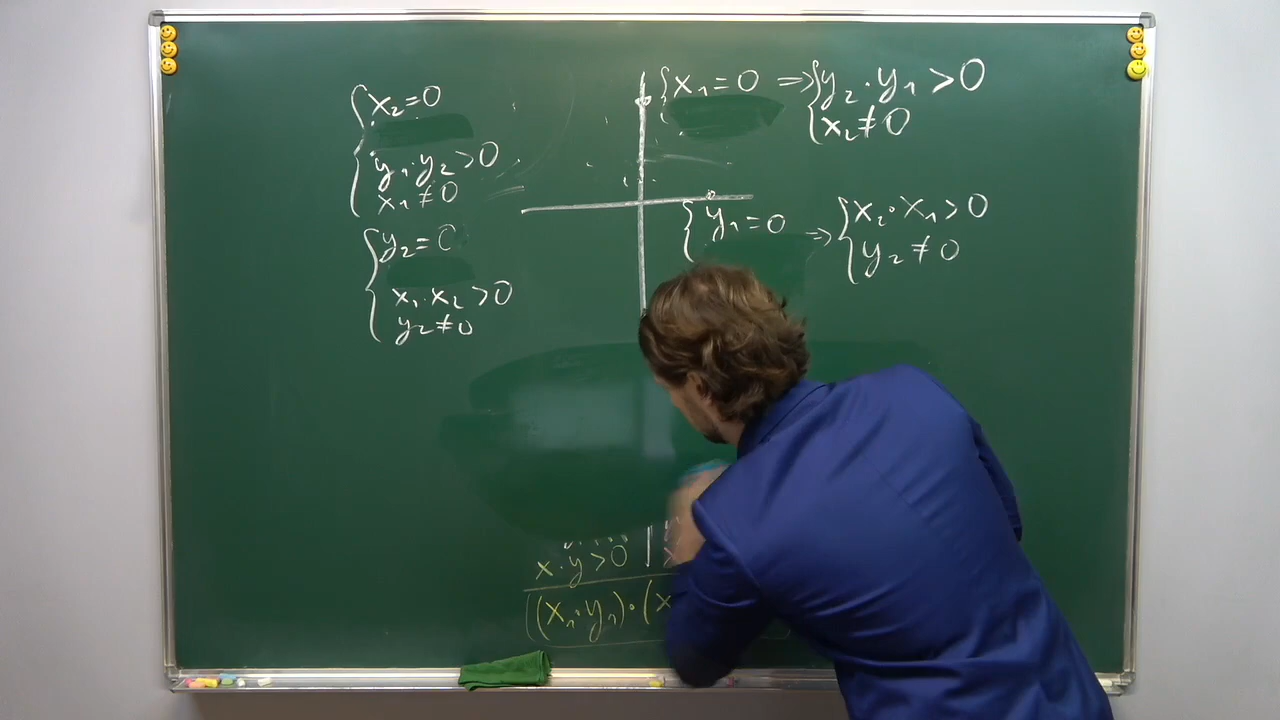 x₂=0
y₁·y₂>0
x₁≠0
y₂=0
x₁·x₂>0
y₂≠0
x₁=0 ⇒ y₂·y₁>0
x₂≠0
y₁=0 ⇒ x₂·x₁>0
y₂≠0
x·y>0
(x₁·y₁)·(x